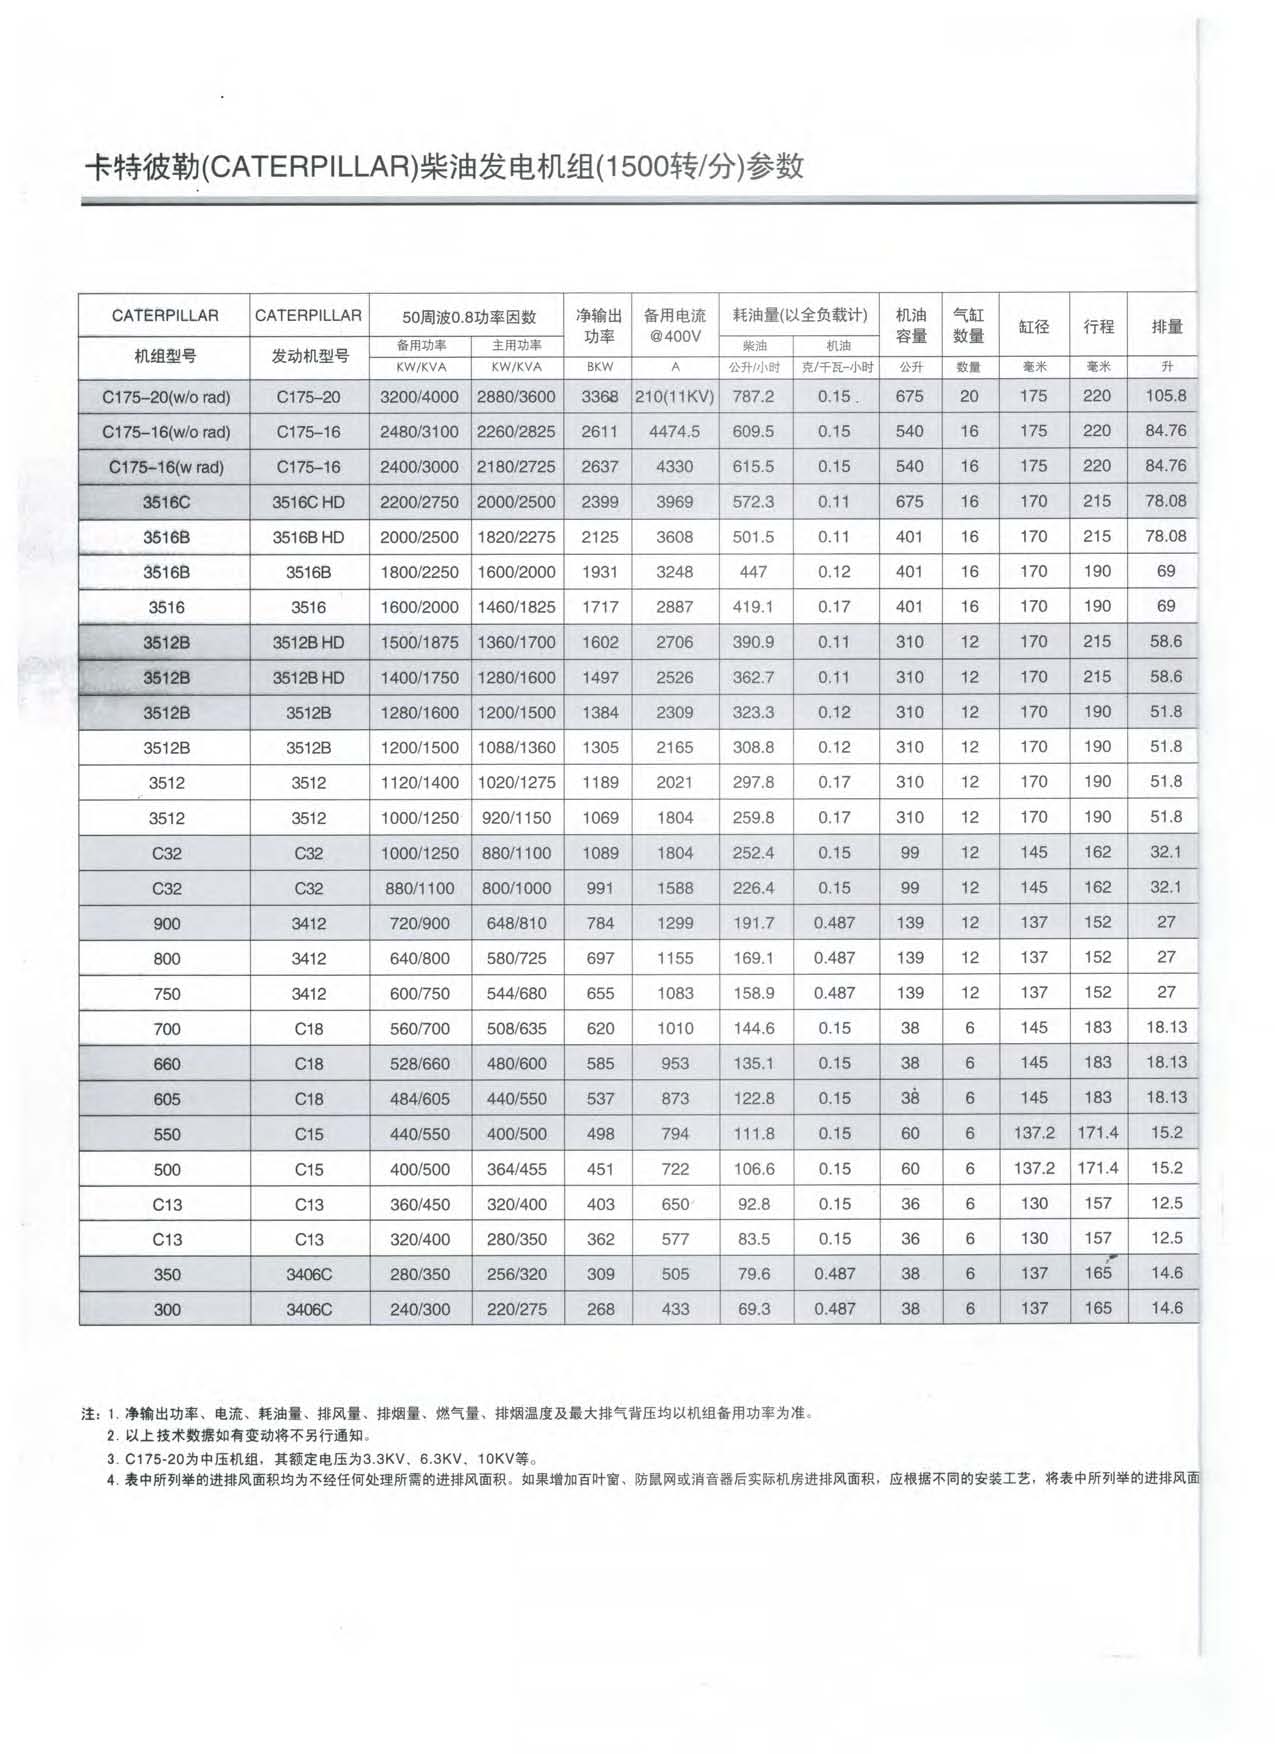 卡特彼勒(CATERPILLAR)柴油发电机组(1500转/分)参数
CATERPILLAR CATERPILLAR 50周波0.8功率因数 净输出功率 备用电流@400V 耗油量(以全负载计) 机油容量 气缸数量 缸径 行程 排量
机组型号 发动机型号 备用功率 主用功率 柴油 机油
KW/KVA KW/KVA BKW A 公升/小时 克/千瓦-小时 公升 数量 毫米 毫米 升
C175-20(w/o rad) C175-20 3200/4000 2880/3600 3368 210(11KV) 787.2 0.15 675 20 175 220 105.8
C175-16(w/o rad) C175-16 2480/3100 2260/2825 2611 4474.5 609.5 0.15 540 16 175 220 84.76
C175-16(w rad) C175-16 2400/3000 2180/2725 2637 4330 615.5 0.15 540 16 175 220 84.76
3516C 3516C HD 2200/2750 2000/2500 2399 3969 572.3 0.11 675 16 170 215 78.08
3516B 3516B HD 2000/2500 1820/2275 2125 3608 501.5 0.11 401 16 170 215 78.08
3516B 3516B 1800/2250 1600/2000 1931 3248 447 0.12 401 16 170 190 69
3516 3516 1600/2000 1460/1825 1717 2887 419.1 0.17 401 16 170 190 69
3512B 3512B HD 1500/1875 1360/1700 1602 2706 390.9 0.11 310 12 170 215 58.6
3512B 3512B HD 1400/1750 1280/1600 1497 2526 362.7 0.11 310 12 170 215 58.6
3512B 3512B 1280/1600 1200/1500 1384 2309 323.3 0.12 310 12 170 190 51.8
3512B 3512B 1200/1500 1088/1360 1305 2165 308.8 0.12 310 12 170 190 51.8
3512 3512 1120/1400 1020/1275 1189 2021 297.8 0.17 310 12 170 190 51.8
3512 3512 1000/1250 920/1150 1069 1804 259.8 0.17 310 12 170 190 51.8
C32 C32 1000/1250 880/1100 1089 1804 252.4 0.15 99 12 145 162 32.1
C32 C32 880/1100 800/1000 991 1588 226.4 0.15 99 12 145 162 32.1
900 3412 720/900 648/810 784 1299 191.7 0.487 139 12 137 152 27
800 3412 640/800 580/725 697 1155 169.1 0.487 139 12 137 152 27
750 3412 600/750 544/680 655 1083 158.9 0.487 139 12 137 152 27
700 C18 560/700 508/635 620 1010 144.6 0.15 38 6 145 183 18.13
660 C18 528/660 480/600 585 953 135.1 0.15 38 6 145 183 18.13
605 C18 484/605 440/550 537 873 122.8 0.15 38 6 145 183 18.13
550 C15 440/550 400/500 498 794 111.8 0.15 60 6 137.2 171.4 15.2
500 C15 400/500 364/455 451 722 106.6 0.15 60 6 137.2 171.4 15.2
C13 C13 360/450 320/400 403 650 92.8 0.15 36 6 130 157 12.5
C13 C13 320/400 280/350 362 577 83.5 0.15 36 6 130 157 12.5
350 3406C 280/350 256/320 309 505 79.6 0.487 38 6 137 165 14.6
300 3406C 240/300 220/275 268 433 69.3 0.487 38 6 137 165 14.6
注：1. 净输出功率、电流、耗油量、排风量、排烟量、燃气量、排烟温度及最大排气背压均以机组备用功率为准。
2. 以上技术数据如有变动将不另行通知。
3. C175-20为中压机组，其额定电压为3.3KV、6.3KV、10KV等。
4. 表中所列举的进排风面积均为不经任何处理所需的进排风面积。如果增加百叶窗、防鼠网或消音器后实际机房进排风面积，应根据不同的安装工艺，将表中所列举的进排风面